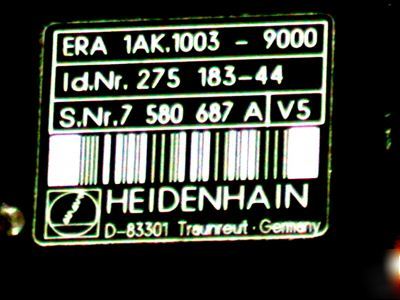 ERA 1AK.1003 - 9000
Id.Nr. 275 183-44
S.Nr.7 580 687 A V5
HEIDENHAIN
D-83301 Traunreut · Germany